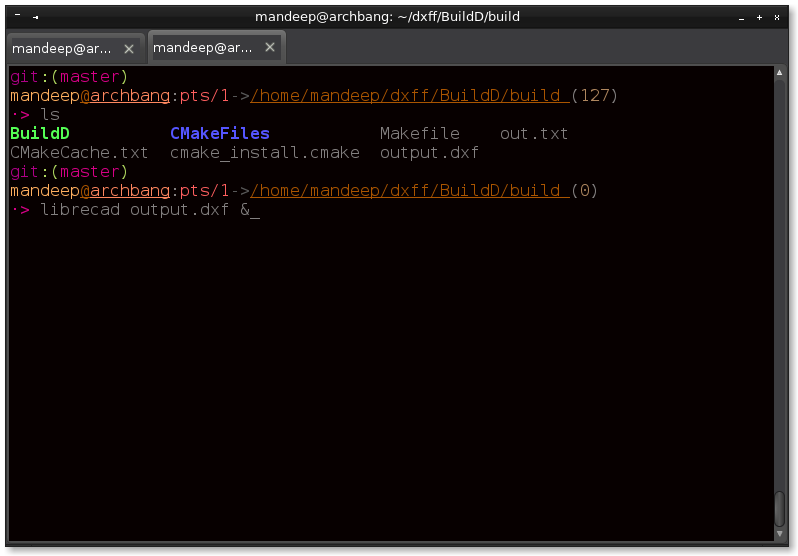 mandeep@archbang: ~/dxff/BuildD/build
mandeep@ar... mandeep@ar...
git:(master)
mandeep@archbang:pts/1->/home/mandeep/dxff/BuildD/build (127)
·> ls
BuildD CMakeFiles Makefile out.txt
CMakeCache.txt cmake_install.cmake output.dxf
git:(master)
mandeep@archbang:pts/1->/home/mandeep/dxff/BuildD/build (0)
·> librecad output.dxf &_